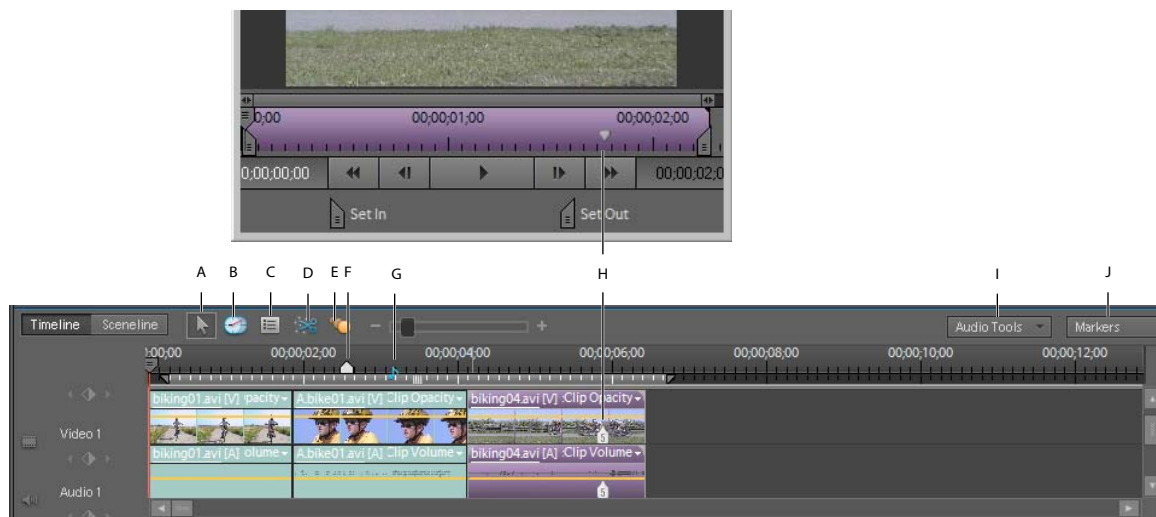 0;00 00;00;01;00 00;00;02;00
0;00;00;00 00;00;02;0
Set In Set Out
A B C D E F G H I J
Timeline Sceneline − + Audio Tools Markers
:00;00 00;00;02;00 00;00;04;00 00;00;06;00 00;00;08;00 00;00;10;00 00;00;12;00
biking01.avi [V] :pacity A.bike01.avi [V] Clip Opacity biking04.avi [V] :Clip Opacity
Video 1
5
biking01.avi [A] olume A.bike01.avi [A] Clip Volume biking04.avi [A] :Clip Volume
Audio 1
5